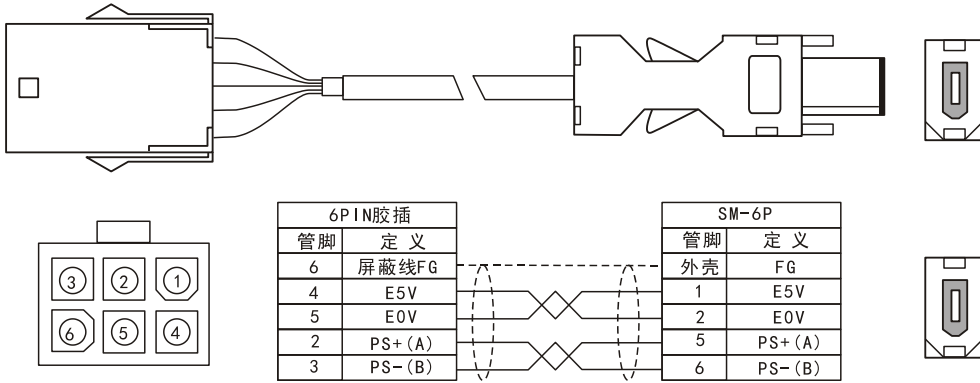 6PIN胶插
管脚 定 义
6 屏蔽线FG
4 E5V
5 E0V
2 PS+(A)
3 PS-(B)
SM-6P
管脚 定 义
外壳 FG
1 E5V
2 E0V
5 PS+(A)
6 PS-(B)
3 2 1
6 5 4